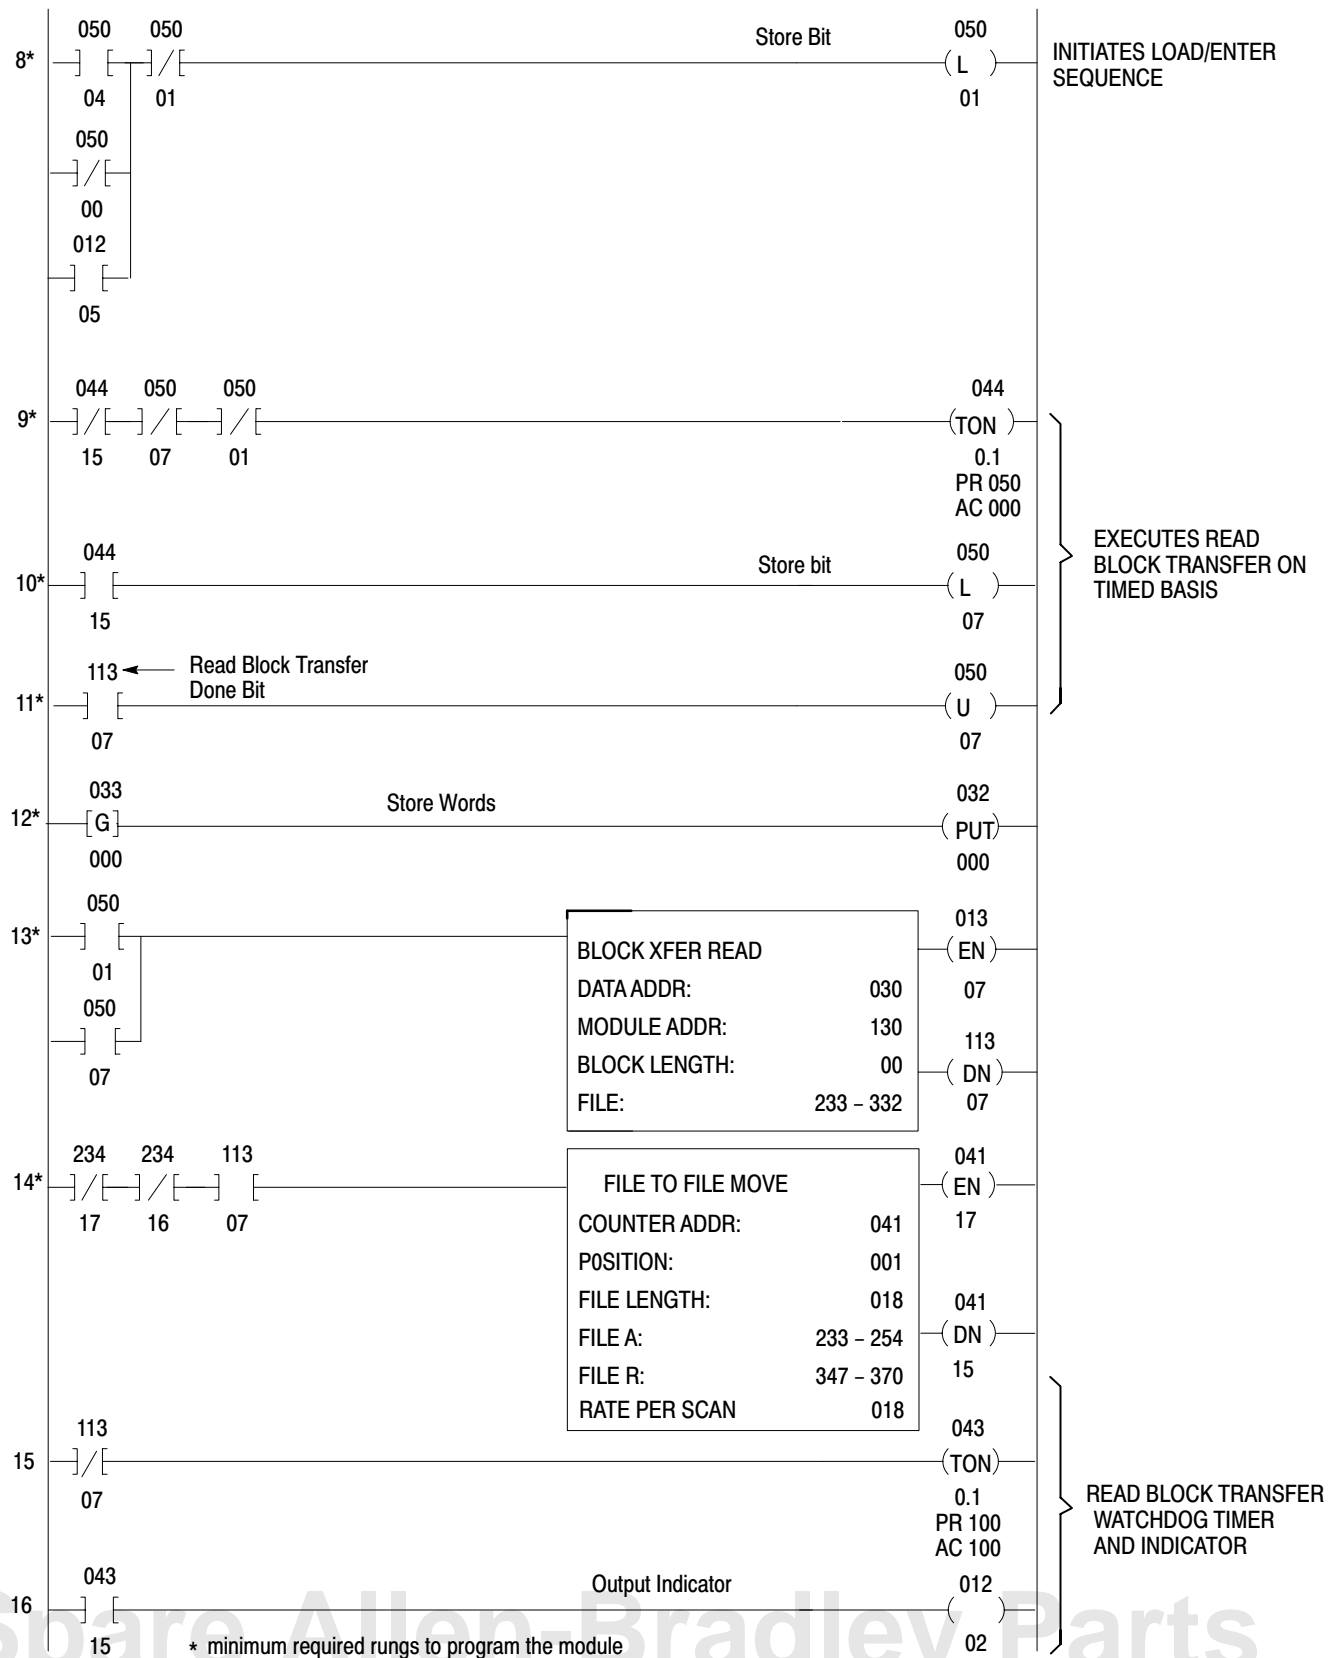 050 050 Store Bit 050
8* ] [ ]/[ ( L ) INITIATES LOAD/ENTER
04 01 01 SEQUENCE
050
]/[
00
012
] [
05
044 050 050 044
9* ]/[ ]/[ ]/[ (TON )
15 07 01 0.1
PR 050
AC 000
EXECUTES READ
BLOCK TRANSFER ON
TIMED BASIS
044 Store bit 050
10* ] [ ( L )
15 07
113 Read Block Transfer 050
Done Bit
11* ] [ ( U )
07 07
033 Store Words 032
12* [G] ( PUT)
000 000
050
13* ] [
01
050
] [
07
BLOCK XFER READ
DATA ADDR: 030
MODULE ADDR: 130
BLOCK LENGTH: 00
FILE: 233 – 332
013
( EN )
07
113
( DN )
07
234 234 113
14* ]/[ ]/[ ] [
17 16 07
FILE TO FILE MOVE
COUNTER ADDR: 041
P0SITION: 001
FILE LENGTH: 018
FILE A: 233 – 254
FILE R: 347 – 370
RATE PER SCAN 018
041
( EN )
17
041
( DN )
15
113 043
15 ]/[ (TON)
07 0.1
PR 100
AC 100
READ BLOCK TRANSFER
WATCHDOG TIMER
AND INDICATOR
043 Output Indicator 012
16 ] [ ( )
15 02
* minimum required rungs to program the module
Spare Allen-Bradley Parts